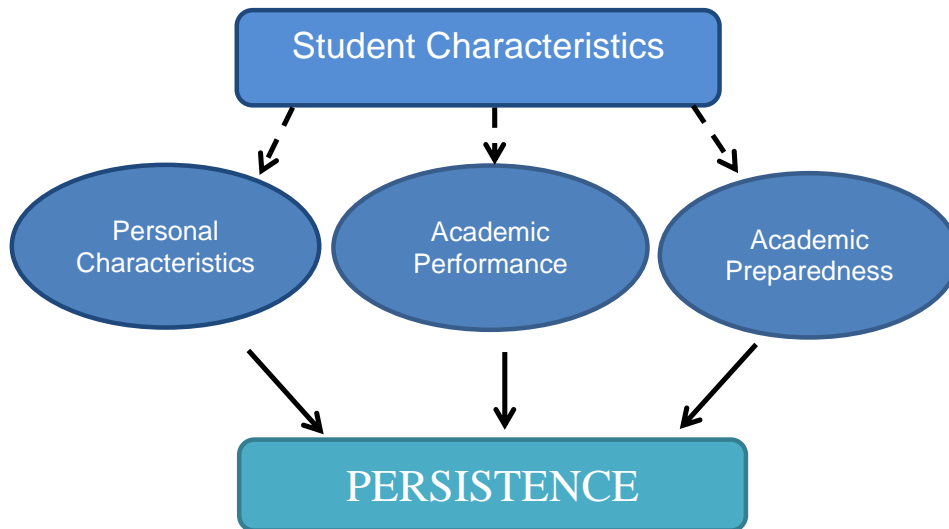 Student Characteristics
Personal
Characteristics
Academic
Performance
Academic
Preparedness
PERSISTENCE